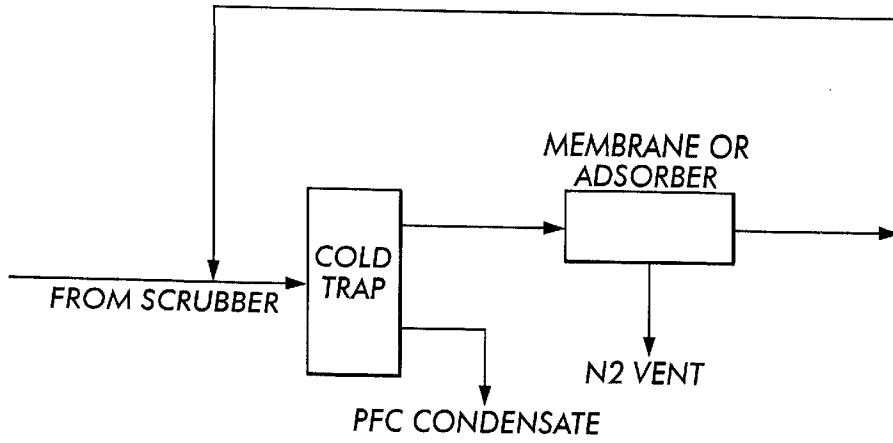 MEMBRANE OR
ADSORBER
COLD
TRAP
FROM SCRUBBER
N2 VENT
PFC CONDENSATE